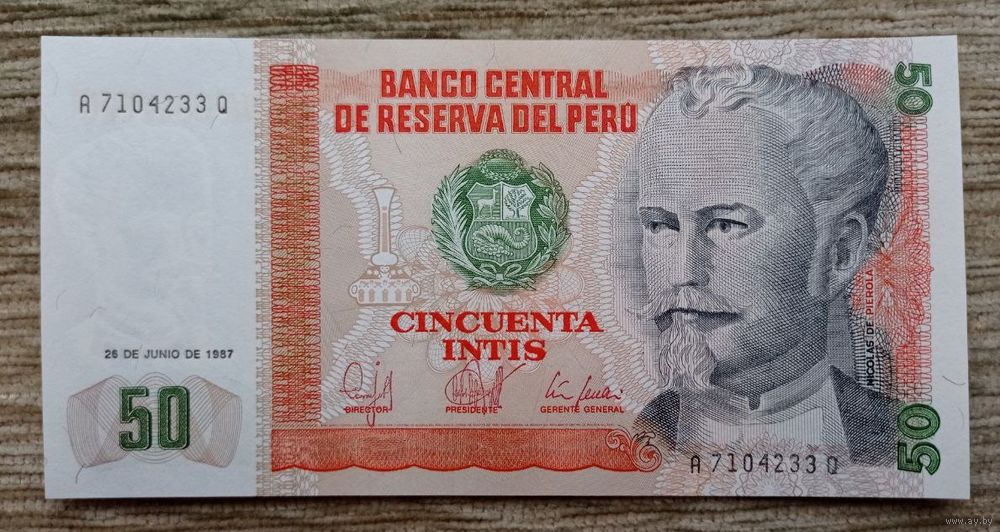 A 7104233 Q
BANCO CENTRAL
DE RESERVA DEL PERÚ
50
CINCUENTA
INTIS
26 DE JUNIO DE 1987
50
DIRECTOR
PRESIDENTE
GERENTE GENERAL
NICOLAS DE PIEROLA
50
A 7104233 Q
www.ay.by